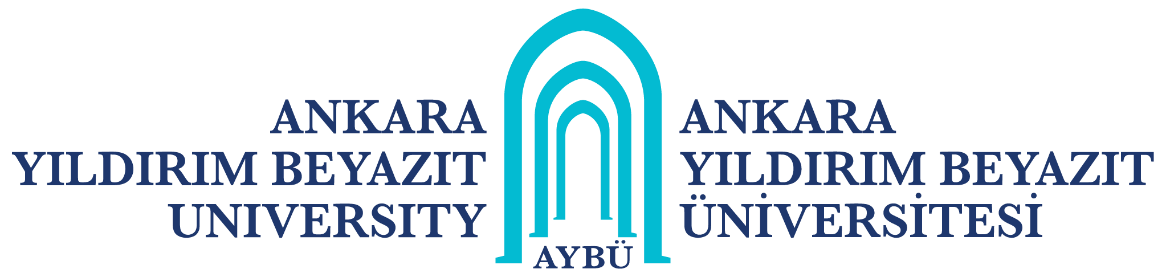 ANKARA
YILDIRIM BEYAZIT
UNIVERSITY
AYBÜ
ANKARA
YILDIRIM BEYAZIT
ÜNİVERSİTESİ